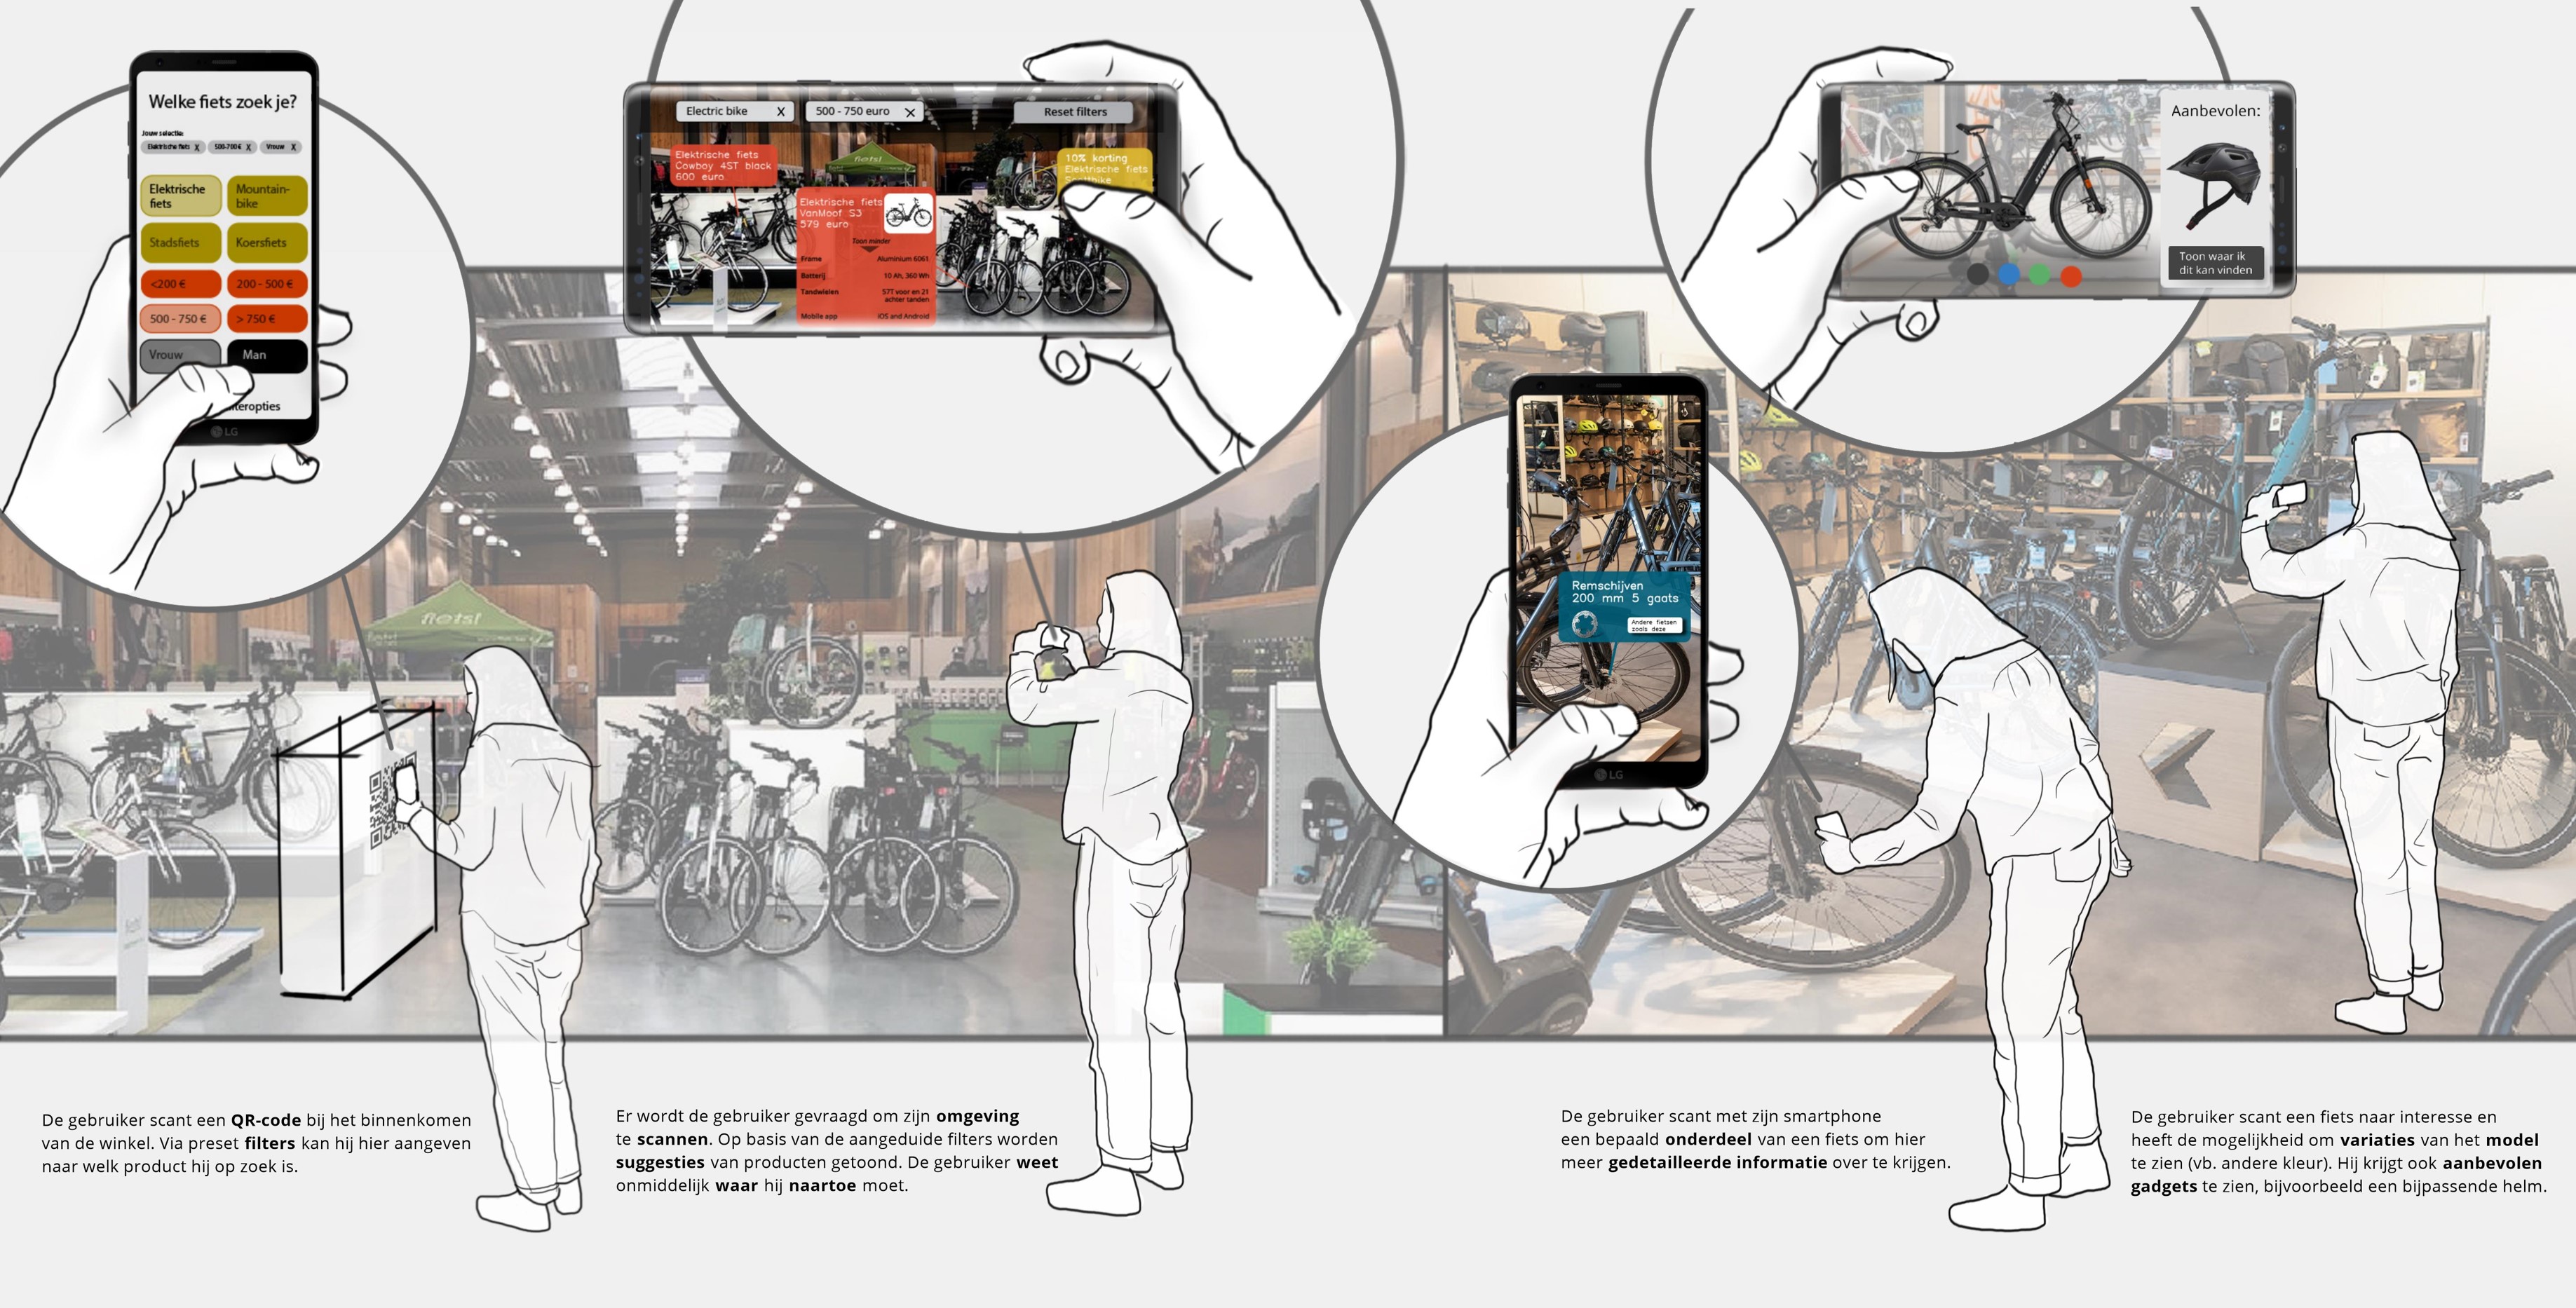 Welke fiets zoek je?
Jouw selectie:
Elektrische fiets X
500-700 € X
Vrouw X
Elektrische
fiets
Mountain-
bike
Stadsfiets
Koersfiets
<200 €
200 - 500 €
500 - 750 €
> 750 €
Vrouw
Man
lteropties
LG
Electric bike X
500 - 750 euro X
Reset filters
Elektrische fiets
Cowboy 4ST black
600 euro
fiets!
10% korting
Elektrische fiets
Elektrische fiets
VanMoof S3
579 euro
Toon minder
Frame Aluminium 6061
Batterij 10 Ah, 360 Wh
Tandwielen 57T voor en 21
achter tanden
Mobile app iOS and Android
Remschijven
200 mm 5 gaats
Andere fietsen
zoals deze
LG
Aanbevolen:
Toon waar ik
dit kan vinden
fiets!
De gebruiker scant een QR-code bij het binnenkomen
van de winkel. Via preset filters kan hij hier aangeven
naar welk product hij op zoek is.
Er wordt de gebruiker gevraagd om zijn omgeving
te scannen. Op basis van de aangeduide filters worden
suggesties van producten getoond. De gebruiker weet
onmiddelijk waar hij naartoe moet.
De gebruiker scant met zijn smartphone
een bepaald onderdeel van een fiets om hier
meer gedetailleerde informatie over te krijgen.
De gebruiker scant een fiets naar interesse en
heeft de mogelijkheid om variaties van het model
te zien (vb. andere kleur). Hij krijgt ook aanbevolen
gadgets te zien, bijvoorbeeld een bijpassende helm.